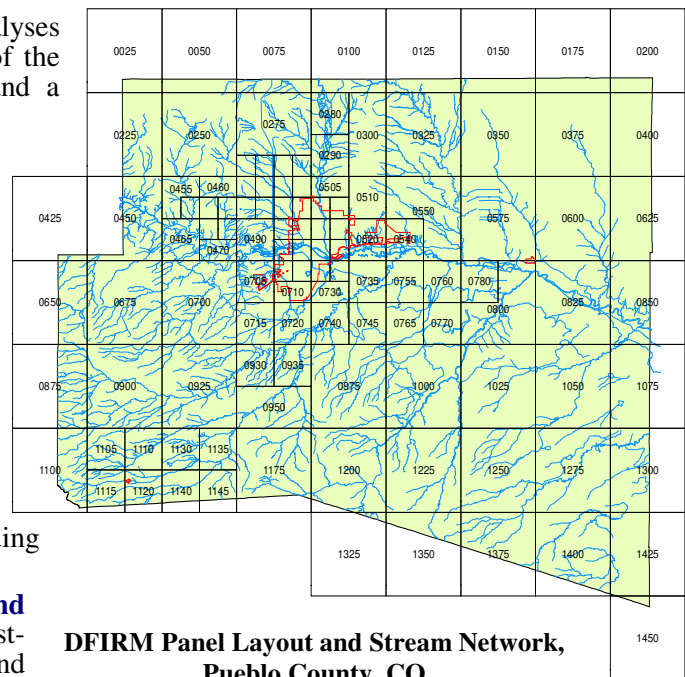 alyses
of the
and a
0025 0050 0075 0100 0125 0150 0175 0200
0280
0225 0250 0275 0300 0325 0350 0375 0400
0290
0455 0460 0505 0510
0425 0450 0550 0575 0600 0625
0465 0490 0520 0540
0470
0705 0735 0755 0760 0780
0710 0730
0650 0675 0700 0800 0825 0850
0715 0720 0740 0745 0765 0770
0930 0935
0875 0900 0925 0975 1000 1025 1050 1075
0950
1105 1110 1130 1135
1100 1175 1200 1225 1250 1275 1300
1115 1120 1140 1145
ing
1325 1350 1375 1400 1425
nd
st-
nd
1450
DFIRM Panel Layout and Stream Network,
Pueblo County, CO